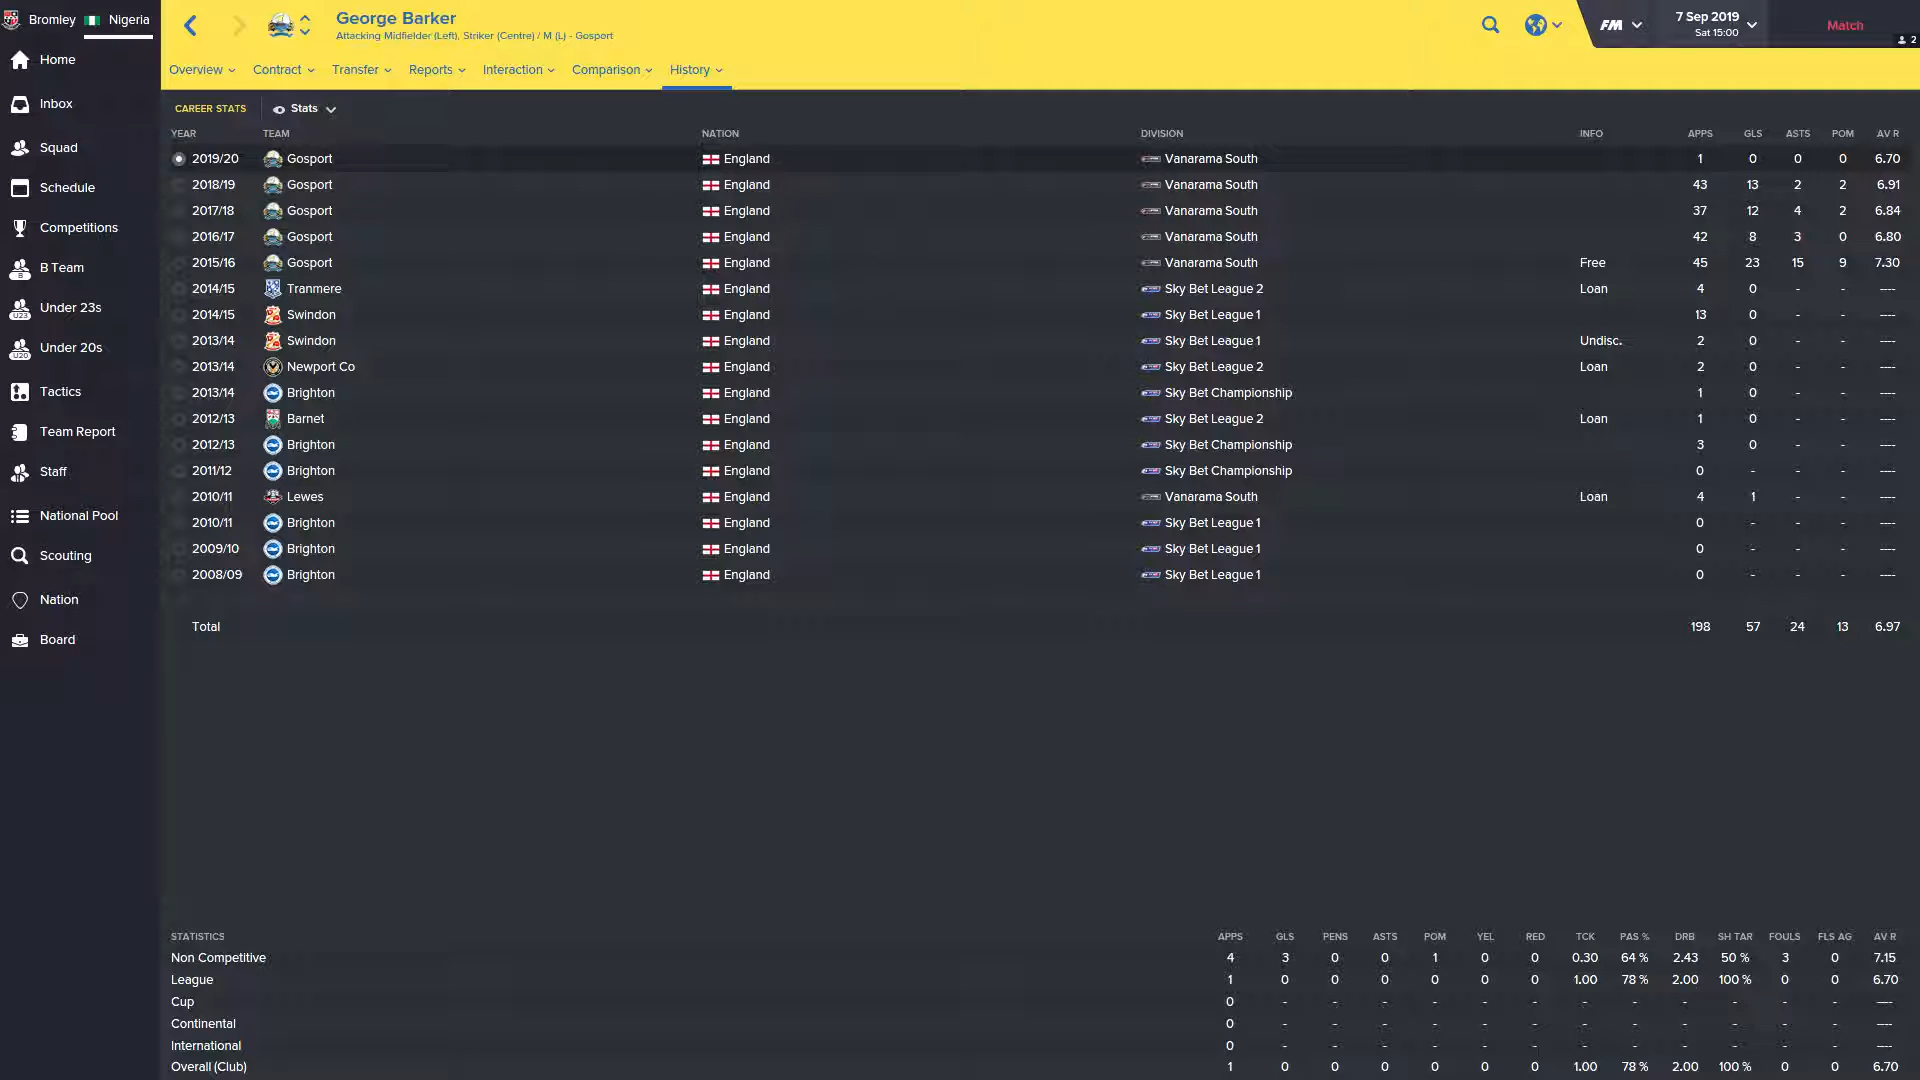 Bromley Nigeria
George Barker
Attacking Midfielder (Left), Striker (Centre) / M (L) - Gosport
FM
7 Sep 2019
Sat 15:00
Match
2
Overview Contract Transfer Reports Interaction Comparison History
Home
Inbox
Squad
Schedule
Competitions
B Team
Under 23s
Under 20s
Tactics
Team Report
Staff
National Pool
Scouting
Nation
Board
CAREER STATS Stats
YEAR TEAM NATION DIVISION INFO APPS GLS ASTS POM AV R
2019/20 Gosport England Vanarama South 1 0 0 0 6.70
2018/19 Gosport England Vanarama South 43 13 2 2 6.91
2017/18 Gosport England Vanarama South 37 12 4 2 6.84
2016/17 Gosport England Vanarama South 42 8 3 0 6.80
2015/16 Gosport England Vanarama South Free 45 23 15 9 7.30
2014/15 Tranmere England Sky Bet League 2 Loan 4 0 - - ----
2014/15 Swindon England Sky Bet League 1 13 0 - - ----
2013/14 Swindon England Sky Bet League 1 Undisc. 2 0 - - ----
2013/14 Newport Co England Sky Bet League 2 Loan 2 0 - - ----
2013/14 Brighton England Sky Bet Championship 1 0 - - ----
2012/13 Barnet England Sky Bet League 2 Loan 1 0 - - ----
2012/13 Brighton England Sky Bet Championship 3 0 - - ----
2011/12 Brighton England Sky Bet Championship 0 - - - ----
2010/11 Lewes England Vanarama South Loan 4 1 - - ----
2010/11 Brighton England Sky Bet League 1 0 - - - ----
2009/10 Brighton England Sky Bet League 1 0 - - - ----
2008/09 Brighton England Sky Bet League 1 0 - - - ----
Total 198 57 24 13 6.97
STATISTICS APPS GLS PENS ASTS POM YEL RED TCK PAS % DRB SH TAR FOULS FLS AG AV R
Non Competitive 4 3 0 0 1 0 0 0.30 64 % 2.43 50 % 3 0 7.15
League 1 0 0 0 0 0 0 1.00 78 % 2.00 100 % 0 0 6.70
Cup 0 - - - - - - - - - - - - ----
Continental 0 - - - - - - - - - - - - ----
International 0 - - - - - - - - - - - - ----
Overall (Club) 1 0 0 0 0 0 0 1.00 78 % 2.00 100 % 0 0 6.70